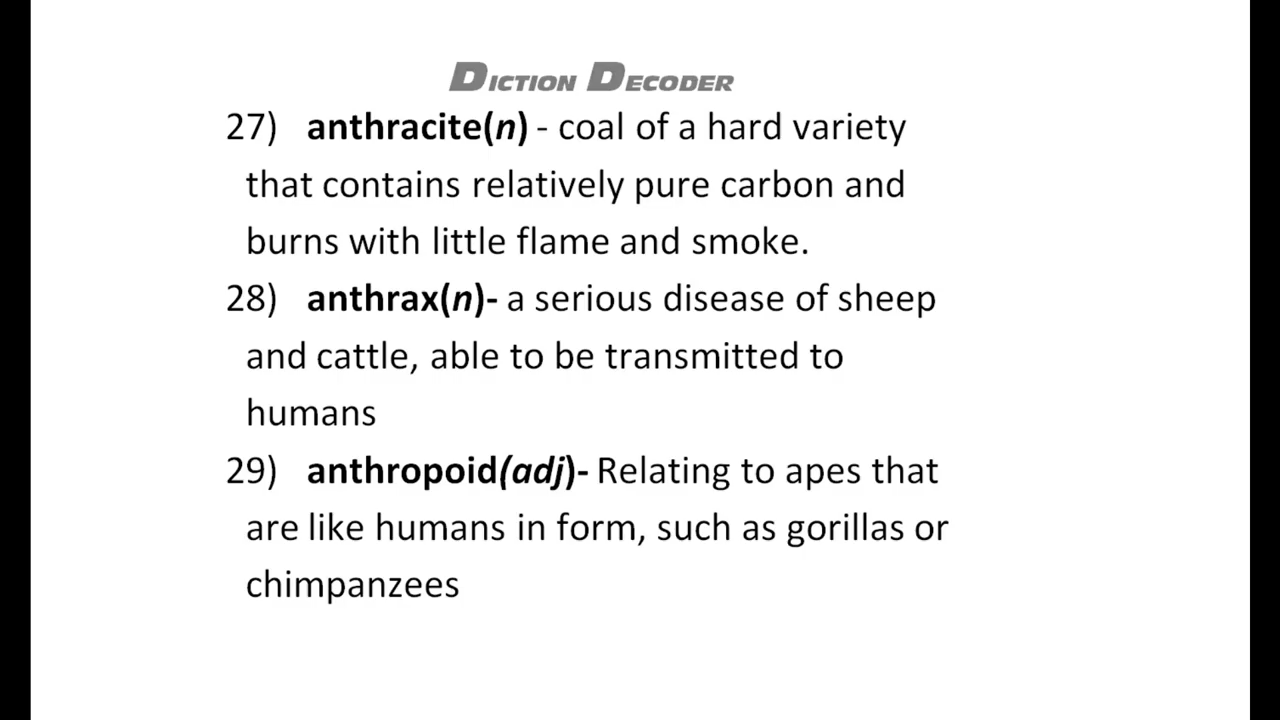 DICTION DECODER
27) anthracite(n) - coal of a hard variety
that contains relatively pure carbon and
burns with little flame and smoke.
28) anthrax(n)- a serious disease of sheep
and cattle, able to be transmitted to
humans
29) anthropoid(adj)- Relating to apes that
are like humans in form, such as gorillas or
chimpanzees